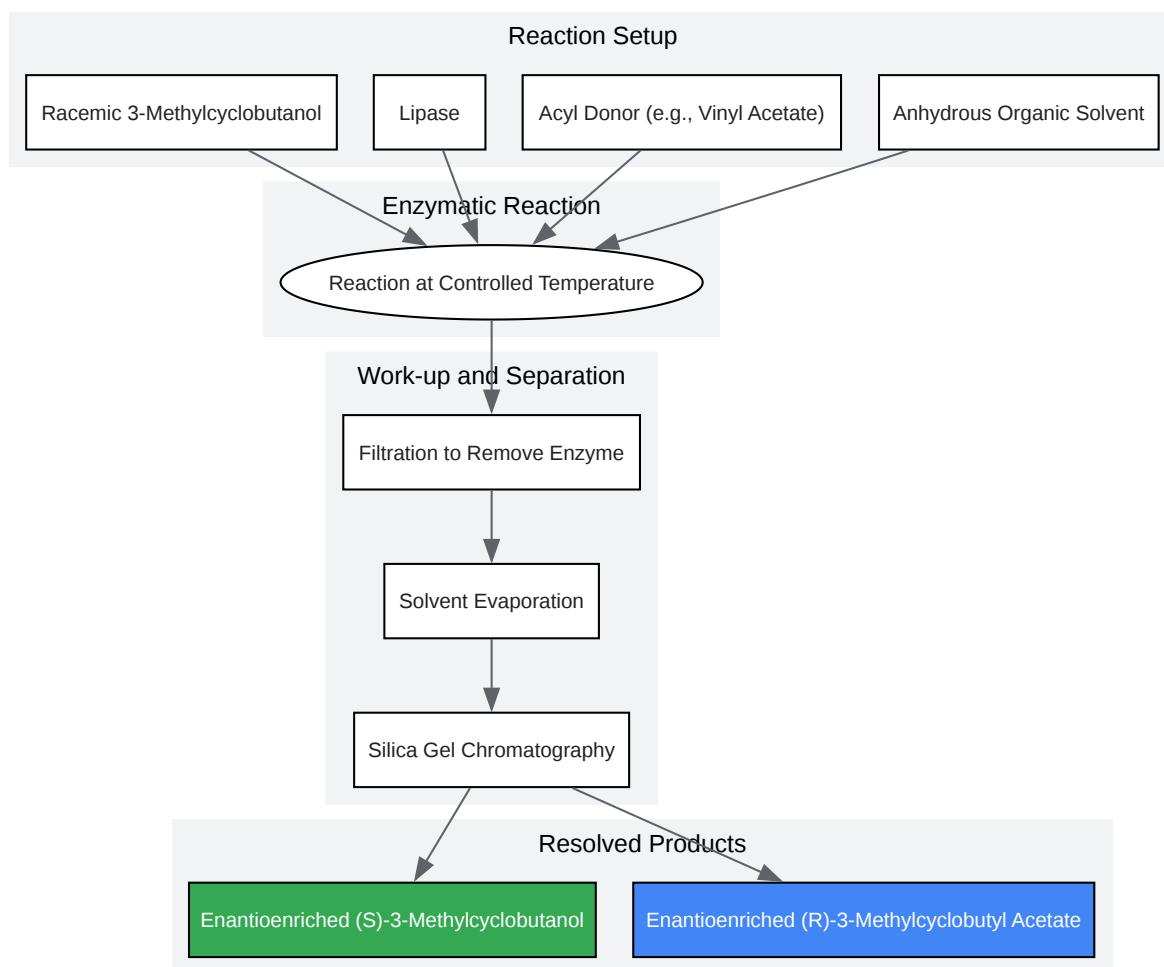 Reaction Setup
Racemic 3-Methylcyclobutanol
Lipase
Acyl Donor (e.g., Vinyl Acetate)
Anhydrous Organic Solvent
Enzymatic Reaction
Reaction at Controlled Temperature
Work-up and Separation
Filtration to Remove Enzyme
Solvent Evaporation
Silica Gel Chromatography
Resolved Products
Enantioenriched (S)-3-Methylcyclobutanol
Enantioenriched (R)-3-Methylcyclobutyl Acetate